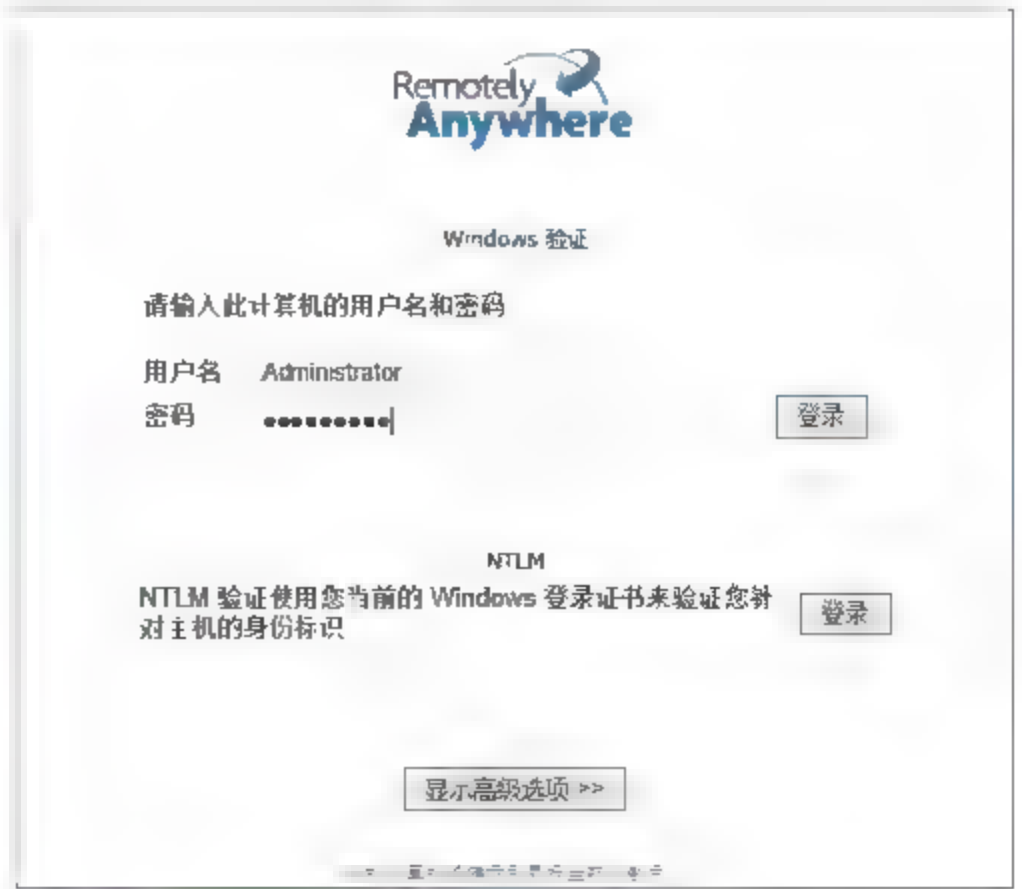 Remotely
Anywhere
Windows 验证
请输入此计算机的用户名和密码
用户名 Administrator
密码 •••••••••
登录
NTLM
NTLM 验证使用您当前的 Windows 登录证书来验证您针
对主机的身份标识
登录
显示高级选项 >>